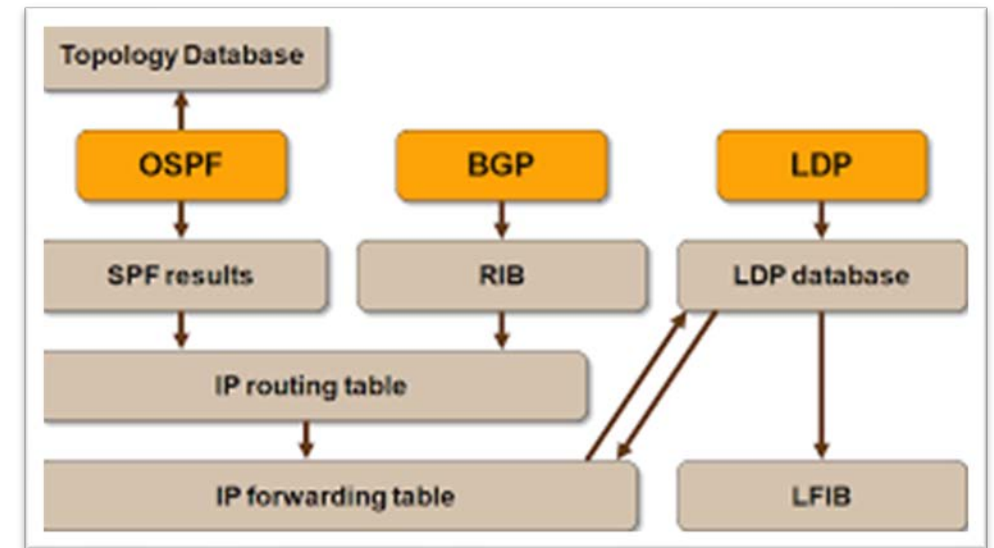 Topology Database
OSPF
BGP
LDP
SPF results
RIB
LDP database
IP routing table
IP forwarding table
LFIB